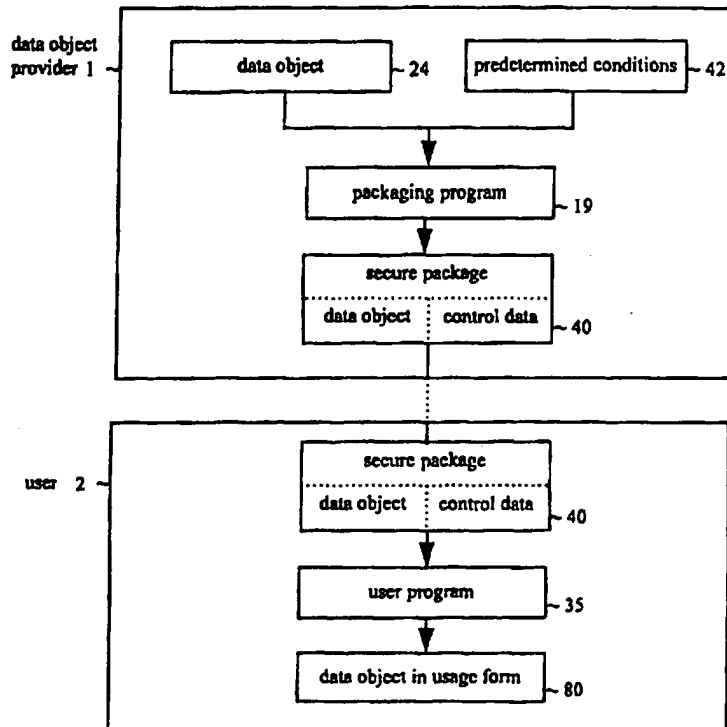 data object
provider 1
data object
24
predetermined conditions
42
packaging program
19
secure package
data object
control data
40
user 2
secure package
data object
control data
40
user program
35
data object in usage form
80